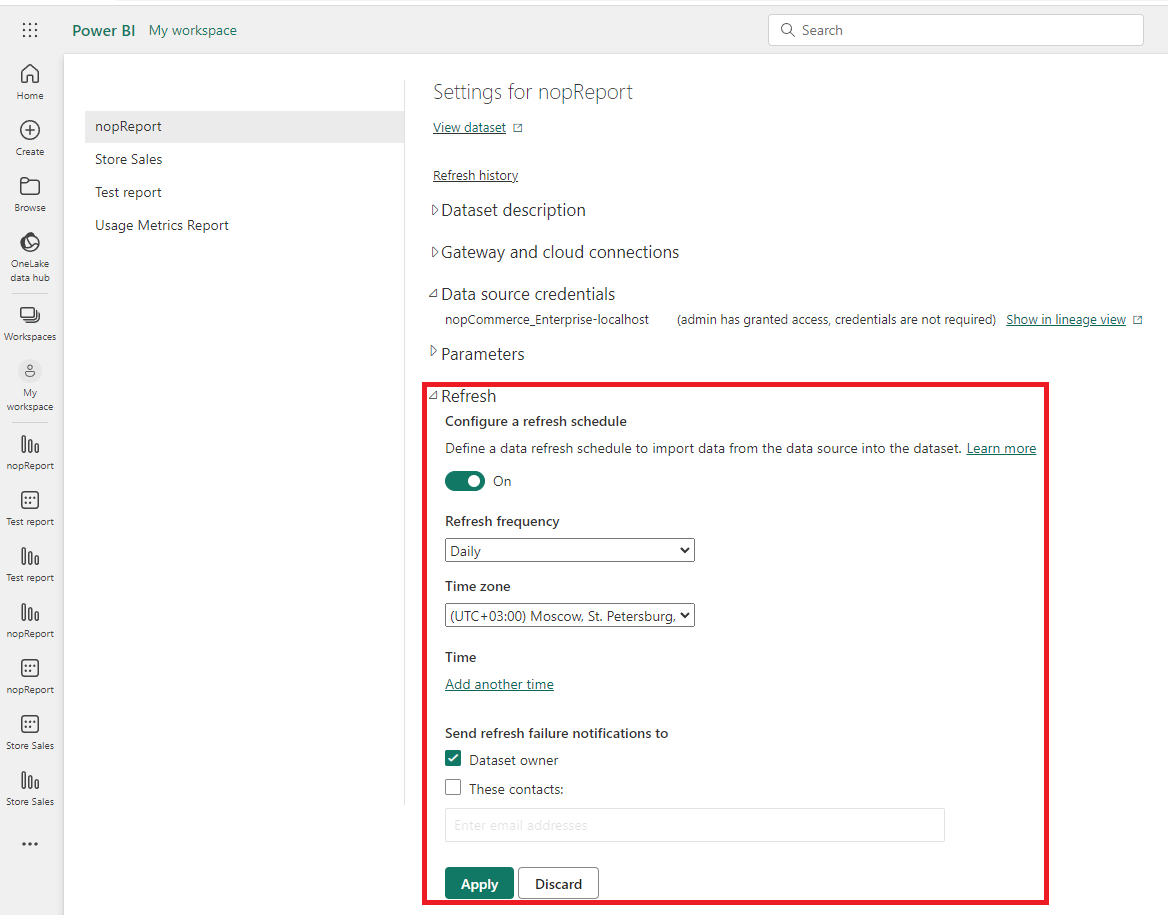 Power BI My workspace
Search
Home
Create
Browse
OneLake
data hub
Workspaces
My
workspace
nopReport
Test report
Test report
nopReport
nopReport
Store Sales
Store Sales
nopReport
Store Sales
Test report
Usage Metrics Report
Settings for nopReport
View dataset
Refresh history
Dataset description
Gateway and cloud connections
Data source credentials
nopCommerce_Enterprise-localhost (admin has granted access, credentials are not required) Show in lineage view
Parameters
Refresh
Configure a refresh schedule
Define a data refresh schedule to import data from the data source into the dataset. Learn more
On
Refresh frequency
Daily
Time zone
(UTC+03:00) Moscow, St. Petersburg,
Time
Add another time
Send refresh failure notifications to
Dataset owner
These contacts:
Enter email addresses
Apply Discard